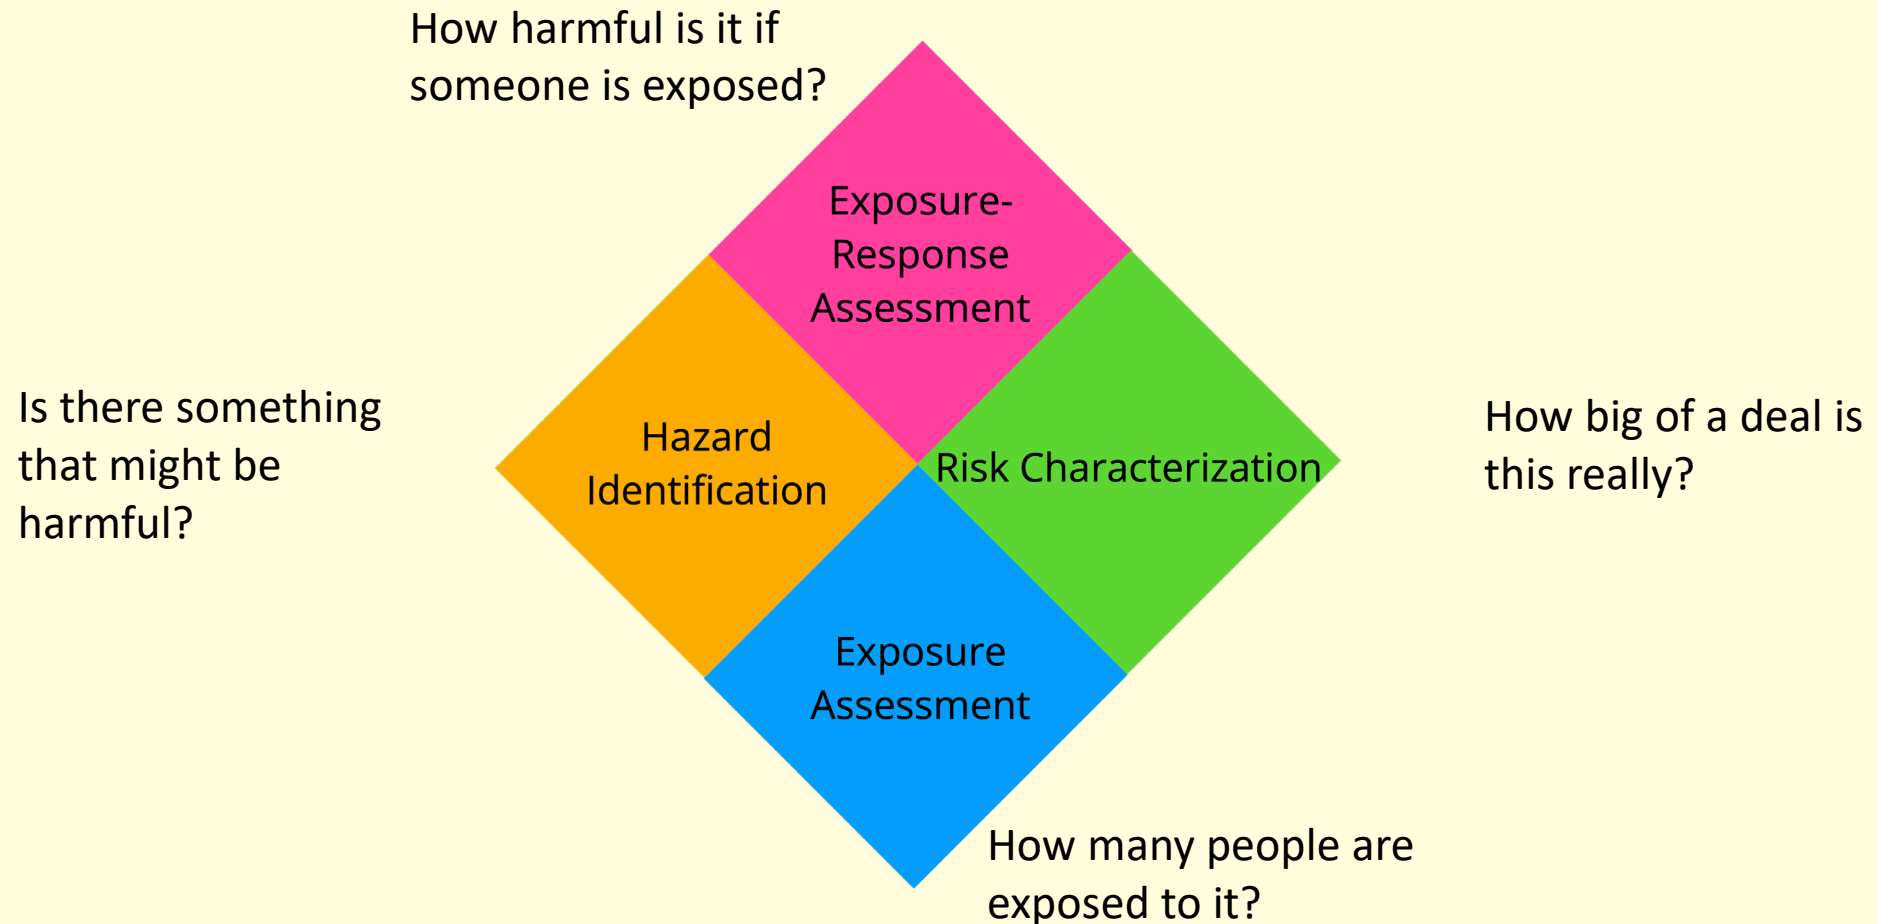 How harmful is it if
someone is exposed?
Exposure-
Response
Assessment
Is there something
that might be
harmful?
Hazard
Identification
Risk Characterization
How big of a deal is
this really?
Exposure
Assessment
How many people are
exposed to it?